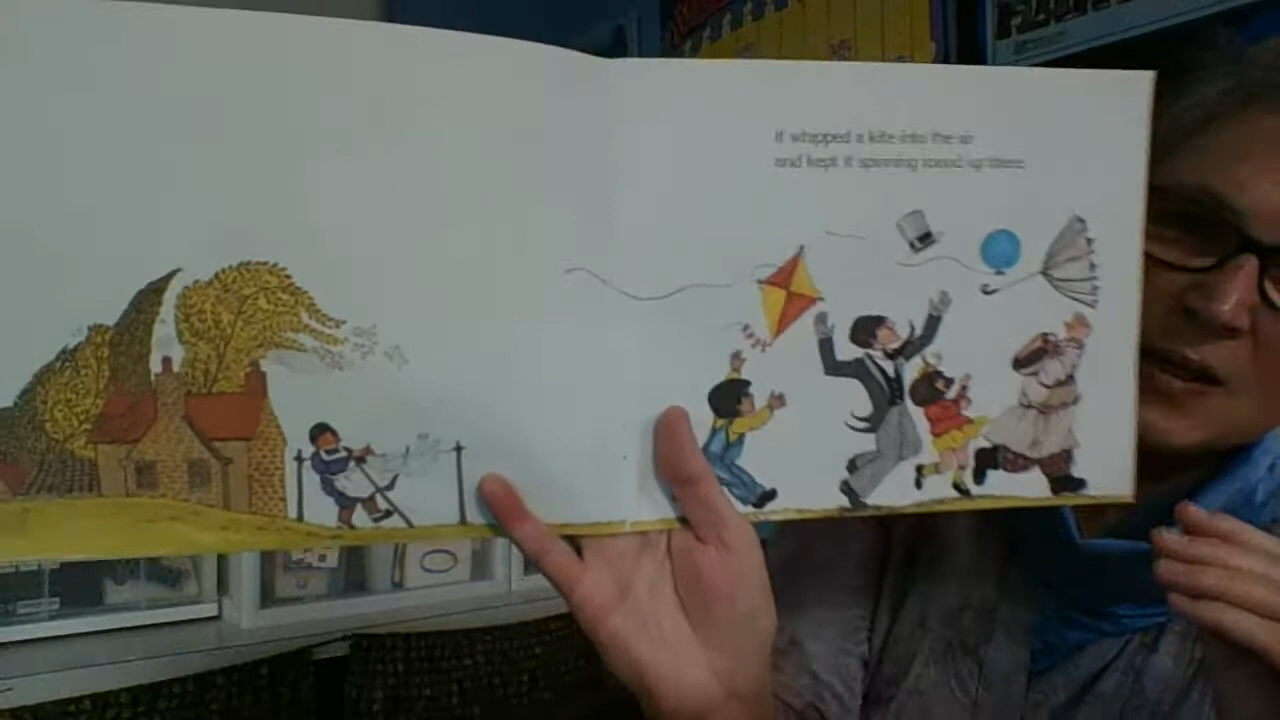 It whipped a kite into the air
and kept it spinning round up there